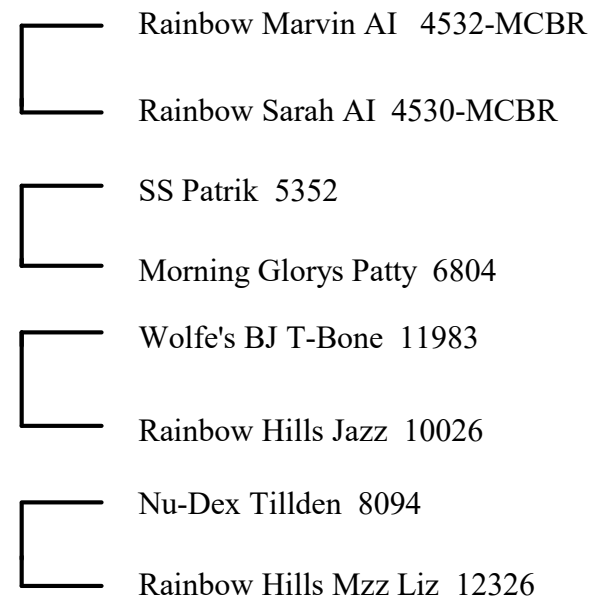 Rainbow Marvin AI 4532-MCBR
Rainbow Sarah AI 4530-MCBR
SS Patrik 5352
Morning Glorys Patty 6804
Wolfe's BJ T-Bone 11983
Rainbow Hills Jazz 10026
Nu-Dex Tillden 8094
Rainbow Hills Mzz Liz 12326